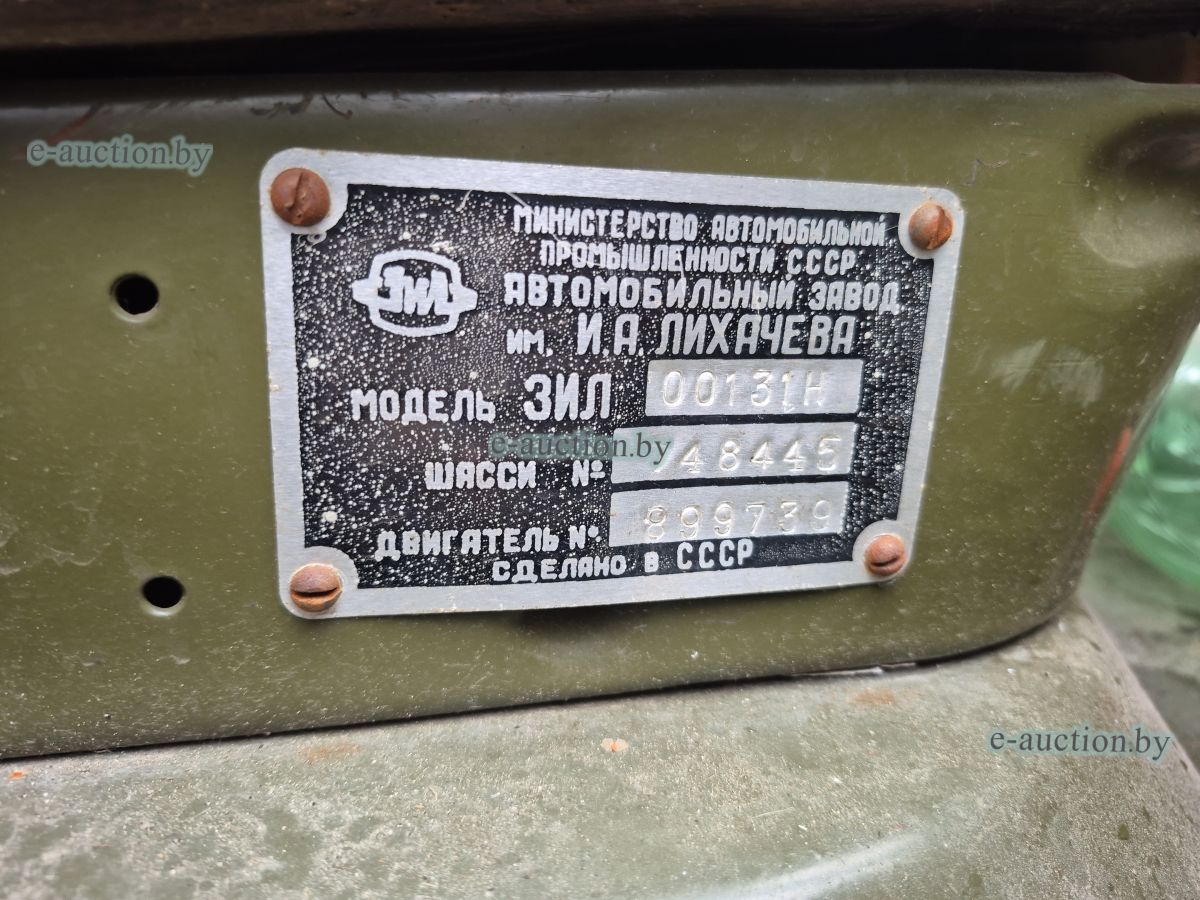 e-auction.by
МИНИСТЕРСТВО АВТОМОБИЛЬНОЙ
ПРОМЫШЛЕННОСТИ СССР
ЗИЛ
АВТОМОБИЛЬНЫЙ ЗАВОД
ИМ. И.А. ЛИХАЧЕВА
МОДЕЛЬ ЗИЛ 00131Н
e-auction.by
ШАССИ №
ДВИГАТЕЛЬ №. 899739
СДЕЛАНО В СССР
e-auction.by